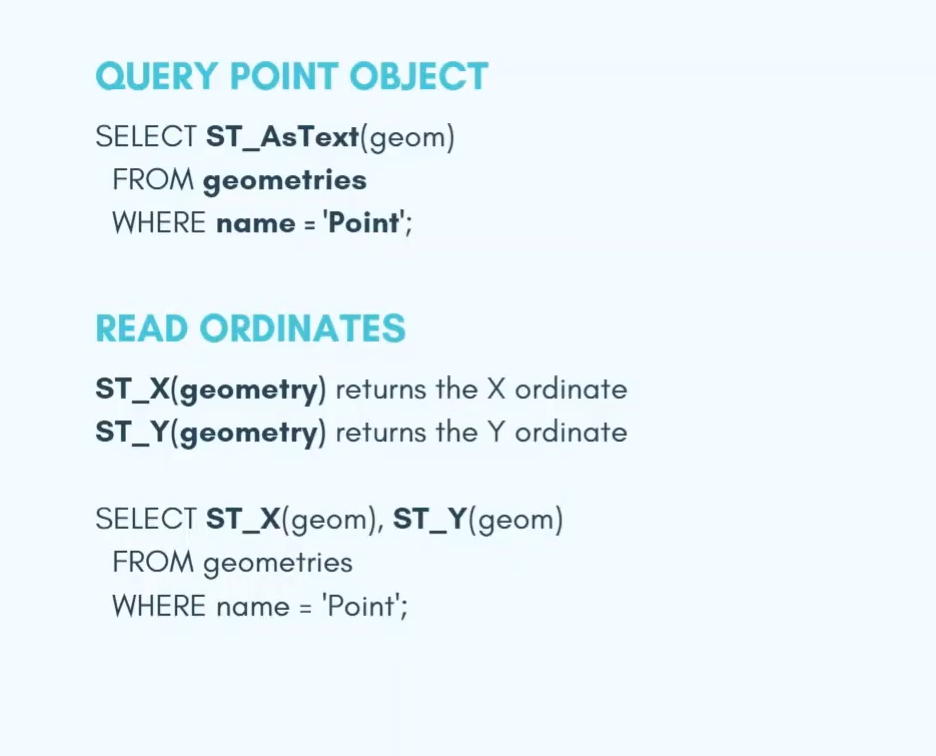 QUERY POINT OBJECT
SELECT ST_AsText(geom)
FROM geometries
WHERE name = 'Point';
READ ORDINATES
ST_X(geometry) returns the X ordinate
ST_Y(geometry) returns the Y ordinate
SELECT ST_X(geom), ST_Y(geom)
FROM geometries
WHERE name = 'Point';